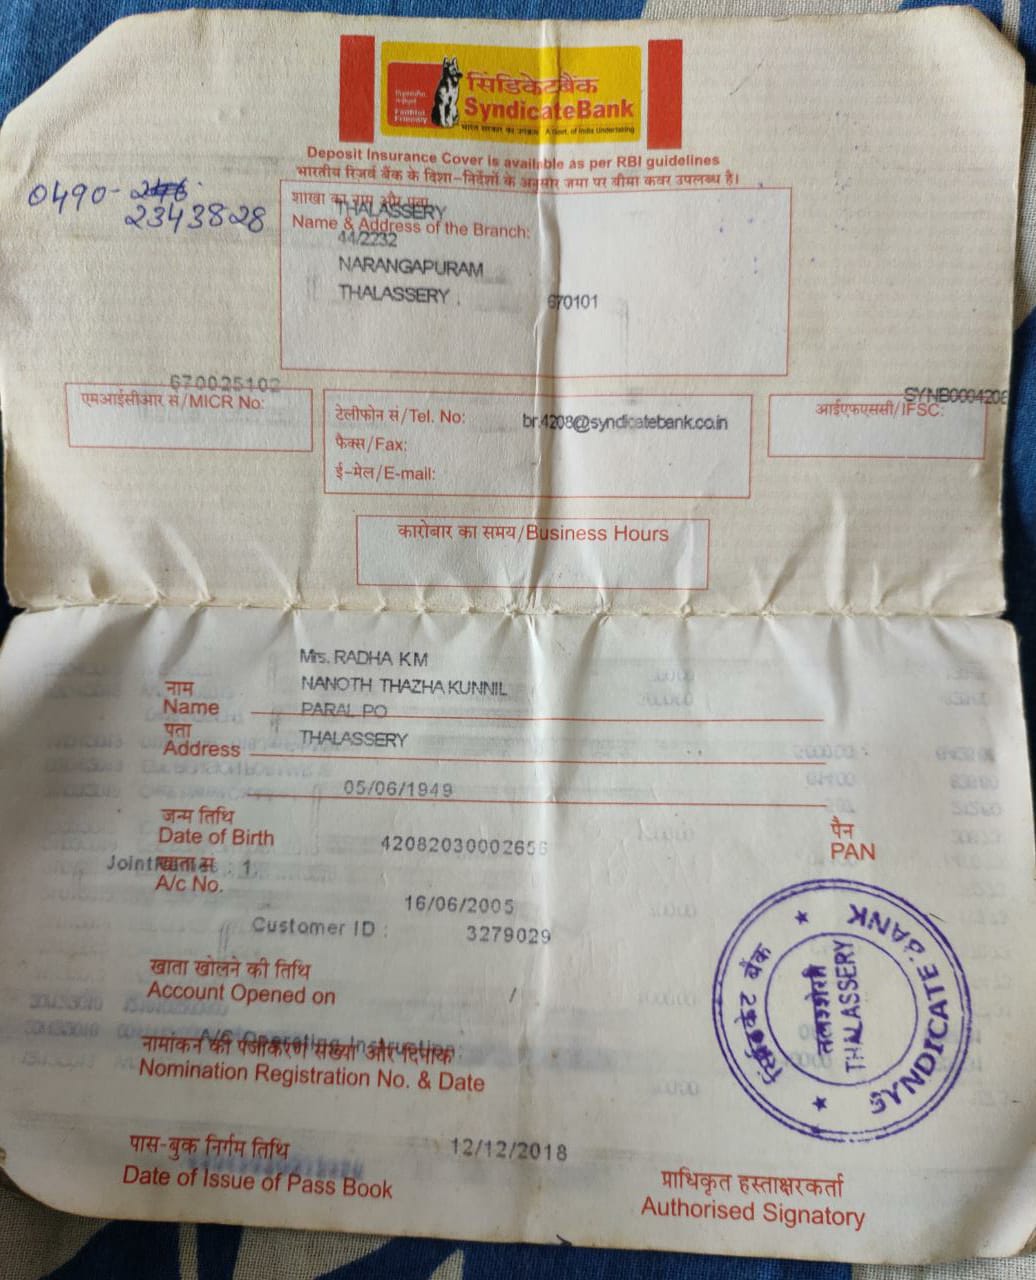 सिंडिकेटबैंक
SyndicateBank
Faithful Friendly
भारत सरकार का उपक्रम A Govt. of India Undertaking
Deposit Insurance Cover is available as per RBI guidelines
भारतीय रिज़र्व बैंक के दिशा-निर्देशों के अनुसार जमा पर बीमा कवर उपलब्ध है।
0490-
2343828
शाखा का नाम और पता
THALASSERY
Name & Address of the Branch:
44/2232
NARANGAPURAM
THALASSERY . 670101
670025102
एमआईसीआर सं/MICR No:
टेलीफोन सं/Tel. No: br.4208@syndicatebank.co.in
फैक्स/Fax:
ई-मेल/E-mail:
SYNB0004208
आईएफएससी/IFSC:
कारोबार का समय/Business Hours
Mrs. RADHA K M
नाम NANOTH THAZHA KUNNIL
Name PARAL PO
पता
Address THALASSERY
05/06/1949
जन्म तिथि
Date of Birth
पैन
PAN
42082030002656
JointNames : 1
खाता सं
A/c No.
16/06/2005
Customer ID : 3279029
खाता खोलने की तिथि
Account Opened on /
A/C Operating Instruction:
नामांकन की पंजीकरण संख्या और दिनांक
Nomination Registration No. & Date
सिंडिकेट बैंक
तलश्शेरी
THALASSERY
SYNDICATE BANK
पास-बुक निर्गम तिथि 12/12/2018
Date of Issue of Pass Book
प्राधिकृत हस्ताक्षरकर्ता
Authorised Signatory